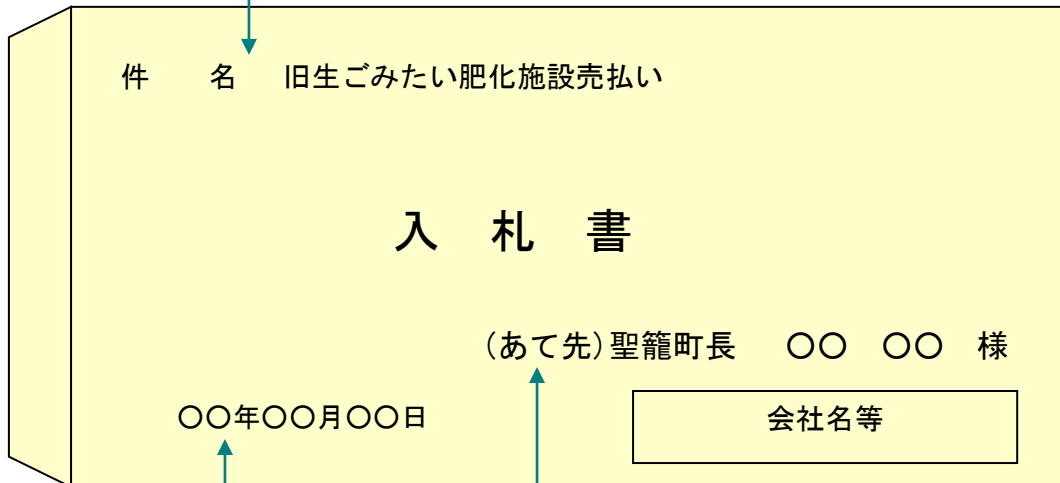 件　　名　旧生ごみたい肥化施設売払い
入　札　書
(あて先)聖籠町長　〇〇　〇〇　様
〇〇年〇〇月〇〇日
会社名等